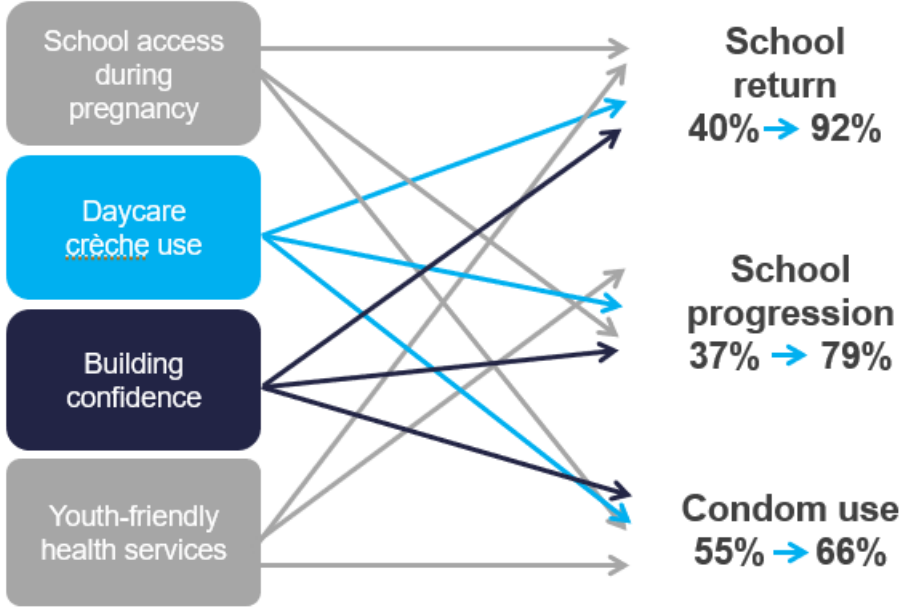 School access
during
pregnancy
Daycare
crèche use
Building
confidence
Youth-friendly
health services
School
return
40% → 92%
School
progression
37% → 79%
Condom use
55% → 66%